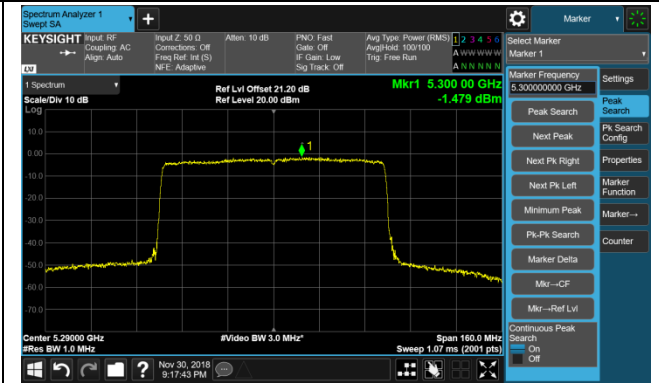 Spectrum Analyzer 1
Swept SA
+
Marker
KEYSIGHT
Input: RF
Coupling: AC
Align: Auto
Input Z: 50 Ω
Corrections: Off
Freq Ref: Int (S)
NFE: Adaptive
Atten: 10 dB
PNO: Fast
Gate: Off
IF Gain: Low
Sig Track: Off
Avg Type: Power (RMS)
Avg|Hold: 100/100
Trig: Free Run
1 2 3 4 5 6
A W W W W W
A N N N N N
LXI
Select Marker
Marker 1
1 Spectrum
Scale/Div 10 dB
Log
Ref Lvl Offset 21.20 dB
Ref Level 20.00 dBm
Mkr1 5.300 00 GHz
-1.479 dBm
10.0
0.00
-10.0
-20.0
-30.0
-40.0
-50.0
-60.0
-70.0
1
Center 5.29000 GHz
#Res BW 1.0 MHz
#Video BW 3.0 MHz*
Span 160.0 MHz
Sweep 1.07 ms (2001 pts)
Marker Frequency
5.300000000 GHz
Peak Search
Next Peak
Next Pk Right
Next Pk Left
Minimum Peak
Pk-Pk Search
Marker Delta
Mkr→CF
Mkr→Ref Lvl
Continuous Peak
Search
On
Off
Settings
Peak
Search
Pk Search
Config
Properties
Marker
Function
Marker→
Counter
?
Nov 30, 2018
9:17:43 PM